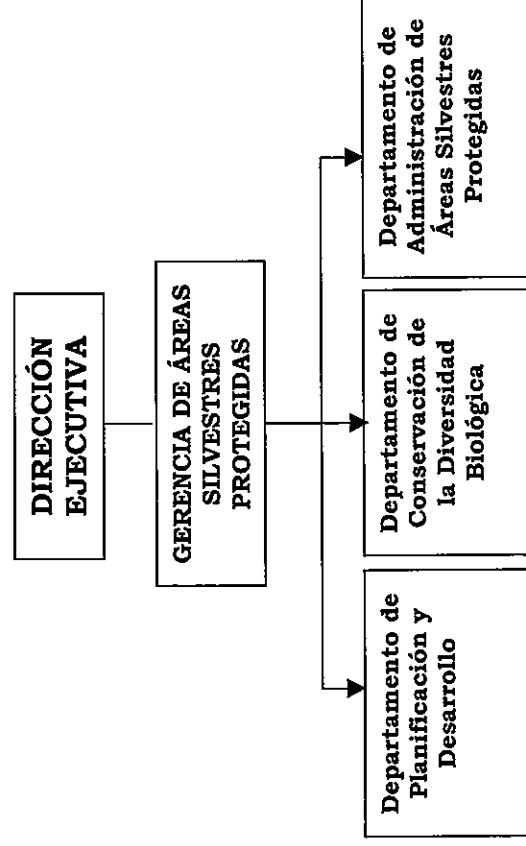 DIRECCIÓN
EJECUTIVA
GERENCIA DE ÁREAS
SILVESTRES
PROTEGIDAS
Departamento de
Planificación y
Desarrollo
Departamento de
Conservación de
la Diversidad
Biológica
Departamento de
Administración de
Áreas Silvestres
Protegidas